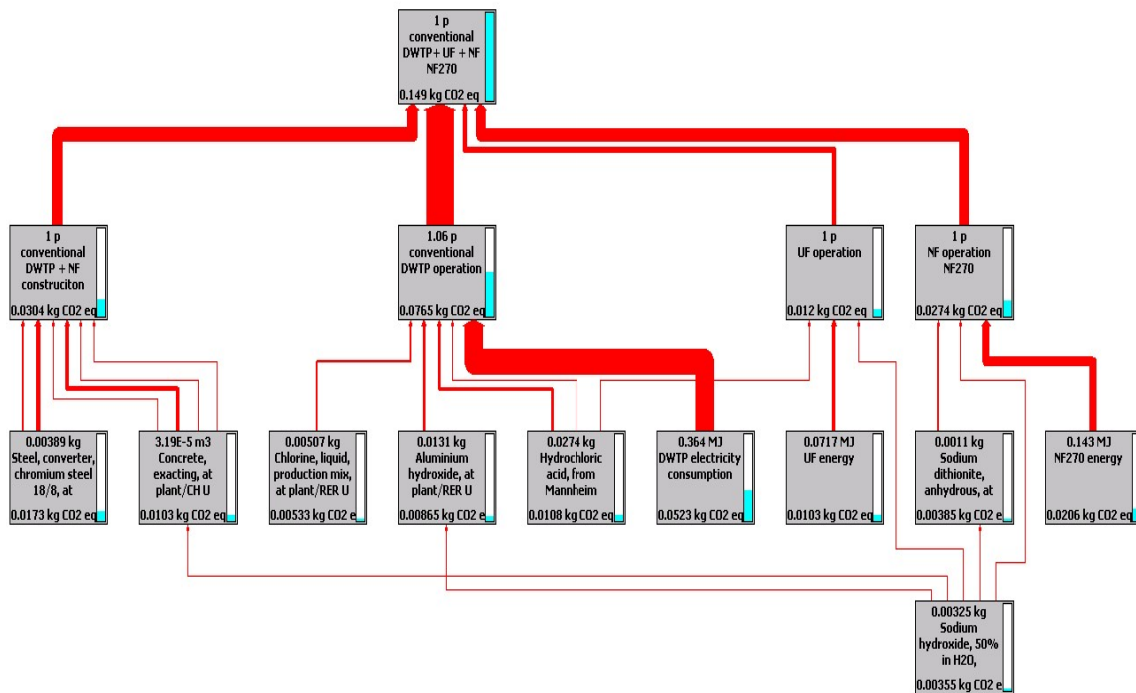 1 p
conventional
DWTP+ UF + NF
NF270
0.149 kg CO2 eq
1 p
conventional
DWTP + NF
construciton
0.0304 kg CO2 eq
1.06 p
conventional
DWTP operation
0.0765 kg CO2 eq
1 p
UF operation
0.012 kg CO2 eq
1 p
NF operation
NF270
0.0274 kg CO2 eq
0.00389 kg
Steel, converter,
chromium steel
18/8, at
0.0173 kg CO2 eq
3.19E-5 m3
Concrete,
exacting, at
plant/CH U
0.0103 kg CO2 eq
0.00507 kg
Chlorine, liquid,
production mix,
at plant/RER U
0.00533 kg CO2 e
0.0131 kg
Aluminium
hydroxide, at
plant/RER U
0.00865 kg CO2 e
0.0274 kg
Hydrochloric
acid, from
Mannheim
0.0108 kg CO2 eq
0.364 MJ
DWTP electricity
consumption
0.0523 kg CO2 eq
0.0717 MJ
UF energy
0.0103 kg CO2 eq
0.0011 kg
Sodium
dithionite,
anhydrous, at
0.00385 kg CO2 e
0.143 MJ
NF270 energy
0.0206 kg CO2 eq
0.00325 kg
Sodium
hydroxide, 50%
in H2O,
0.00355 kg CO2 e